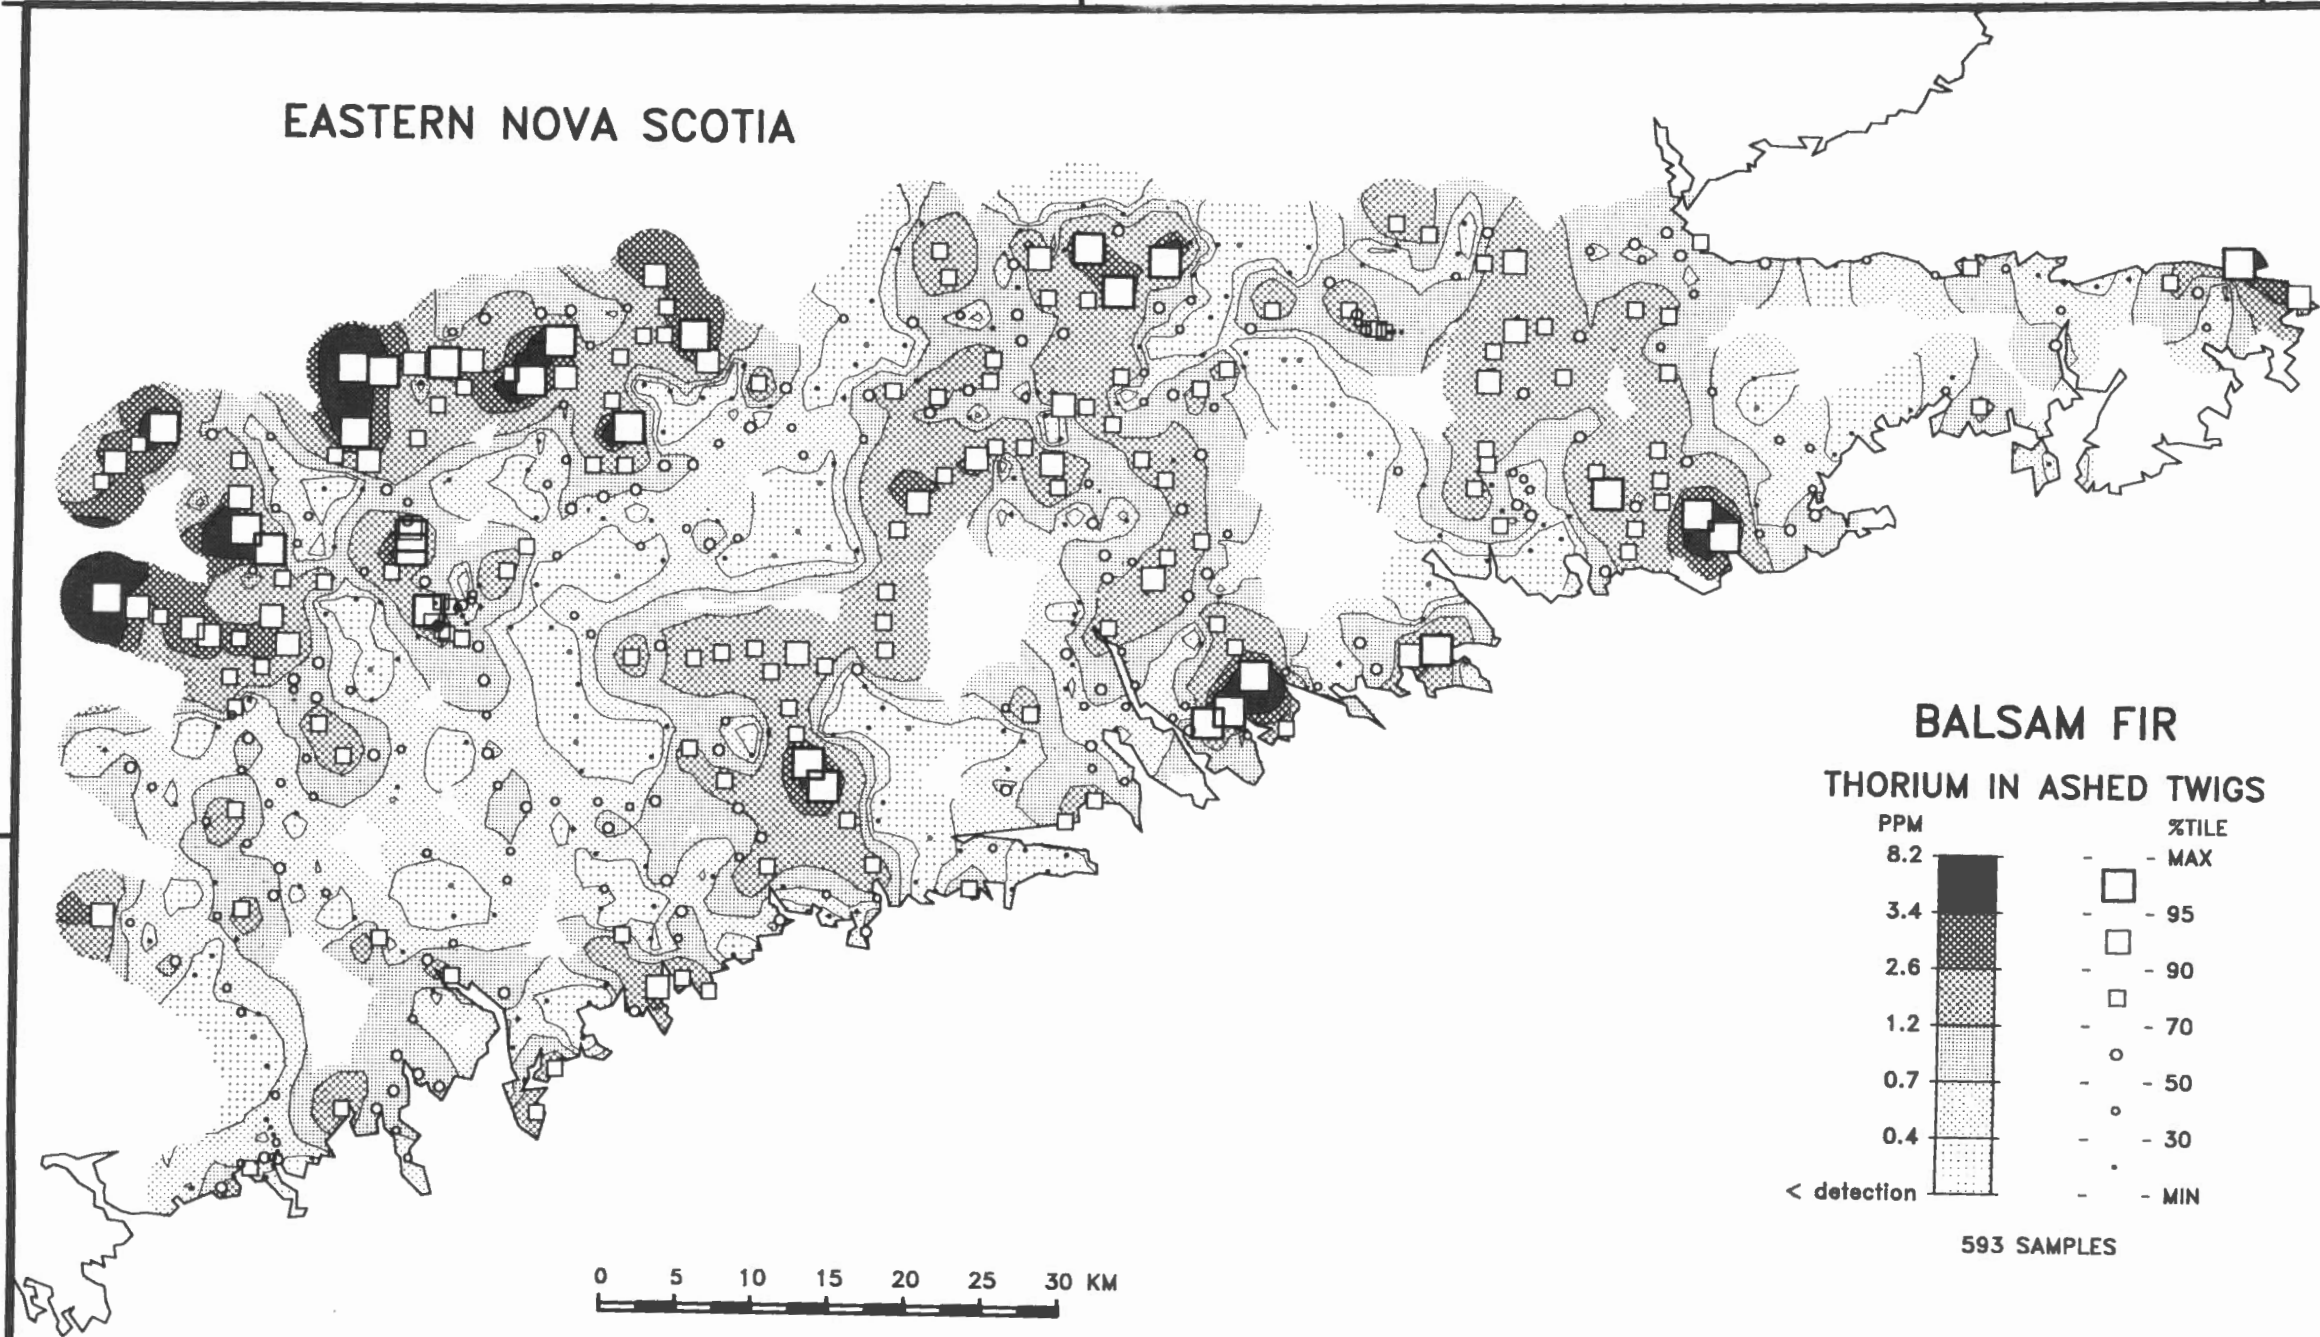 EASTERN NOVA SCOTIA
BALSAM FIR
THORIUM IN ASHED TWIGS
PPM %TILE
8.2 - - MAX
3.4 - - 95
2.6 - - 90
1.2 - - 70
0.7 - - 50
0.4 - - 30
< detection - - MIN
593 SAMPLES
0 5 10 15 20 25 30 KM